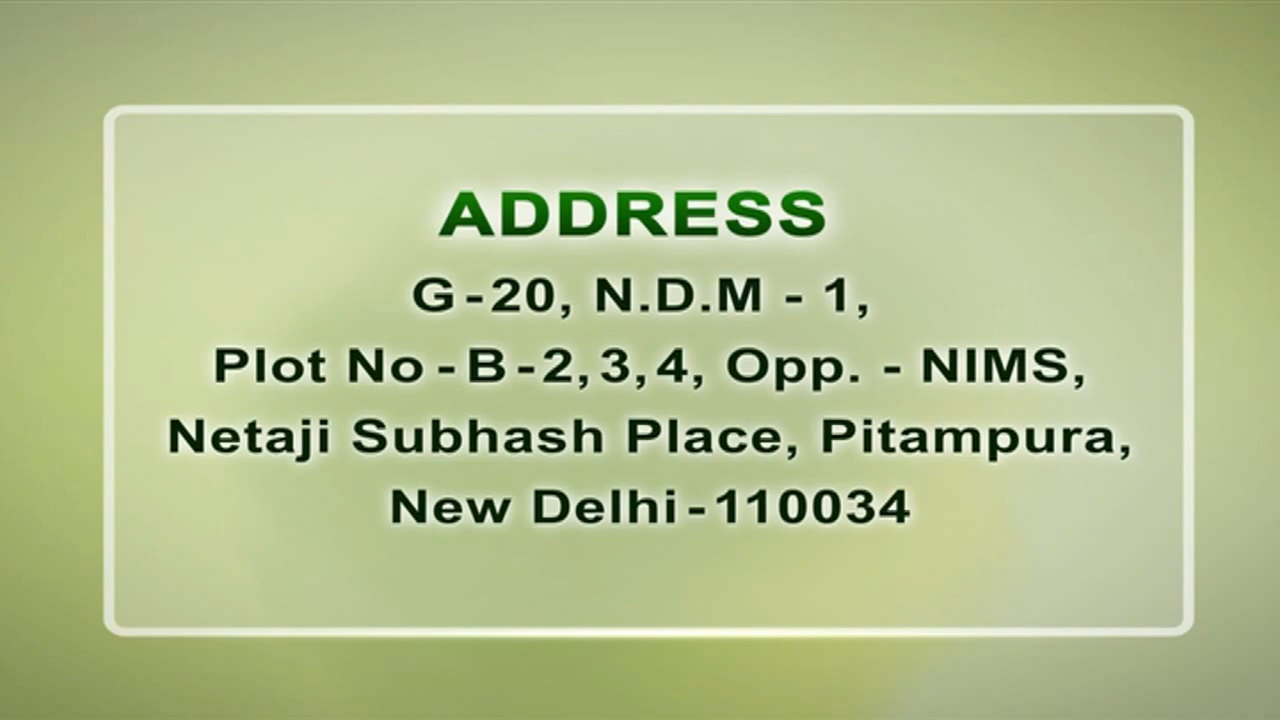 ADDRESS
G-20, N.D.M - 1,
Plot No-B-2,3,4, Opp. - NIMS,
Netaji Subhash Place, Pitampura,
New Delhi-110034